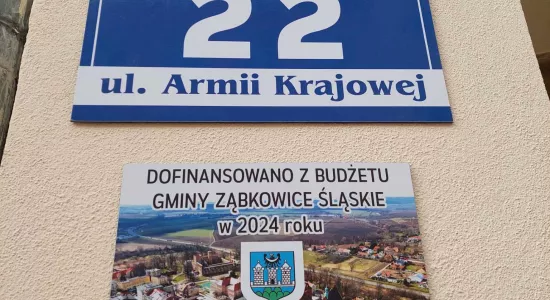 22
ul. Armii Krajowej
DOFINANSOWANO Z BUDŻETU
GMINY ZĄBKOWICE ŚLĄSKIE
w 2024 roku